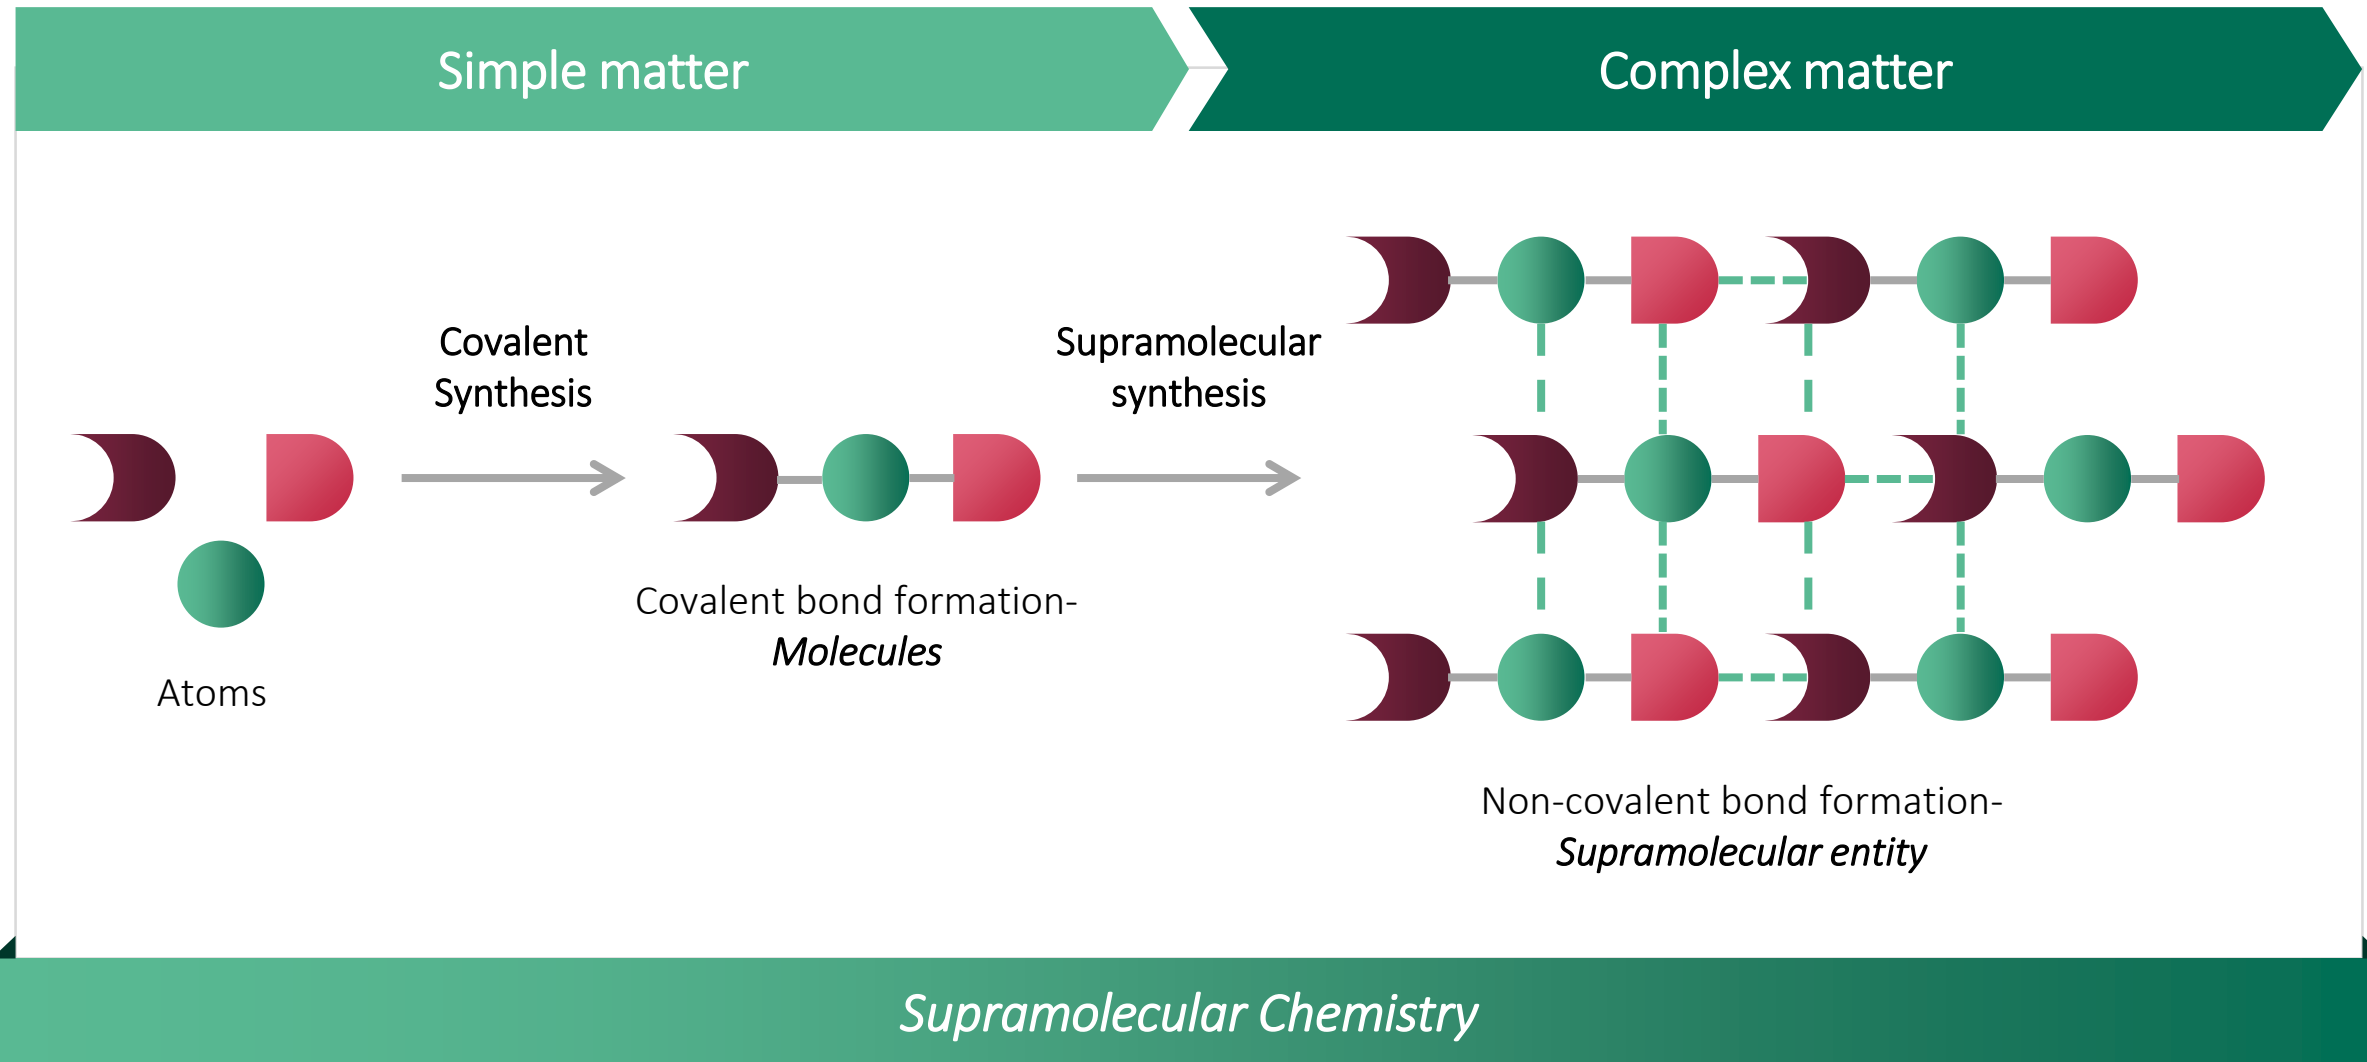 Simple matter
Complex matter
Covalent
Synthesis
Supramolecular
synthesis
Atoms
Covalent bond formation-
Molecules
Non-covalent bond formation-
Supramolecular entity
Supramolecular Chemistry